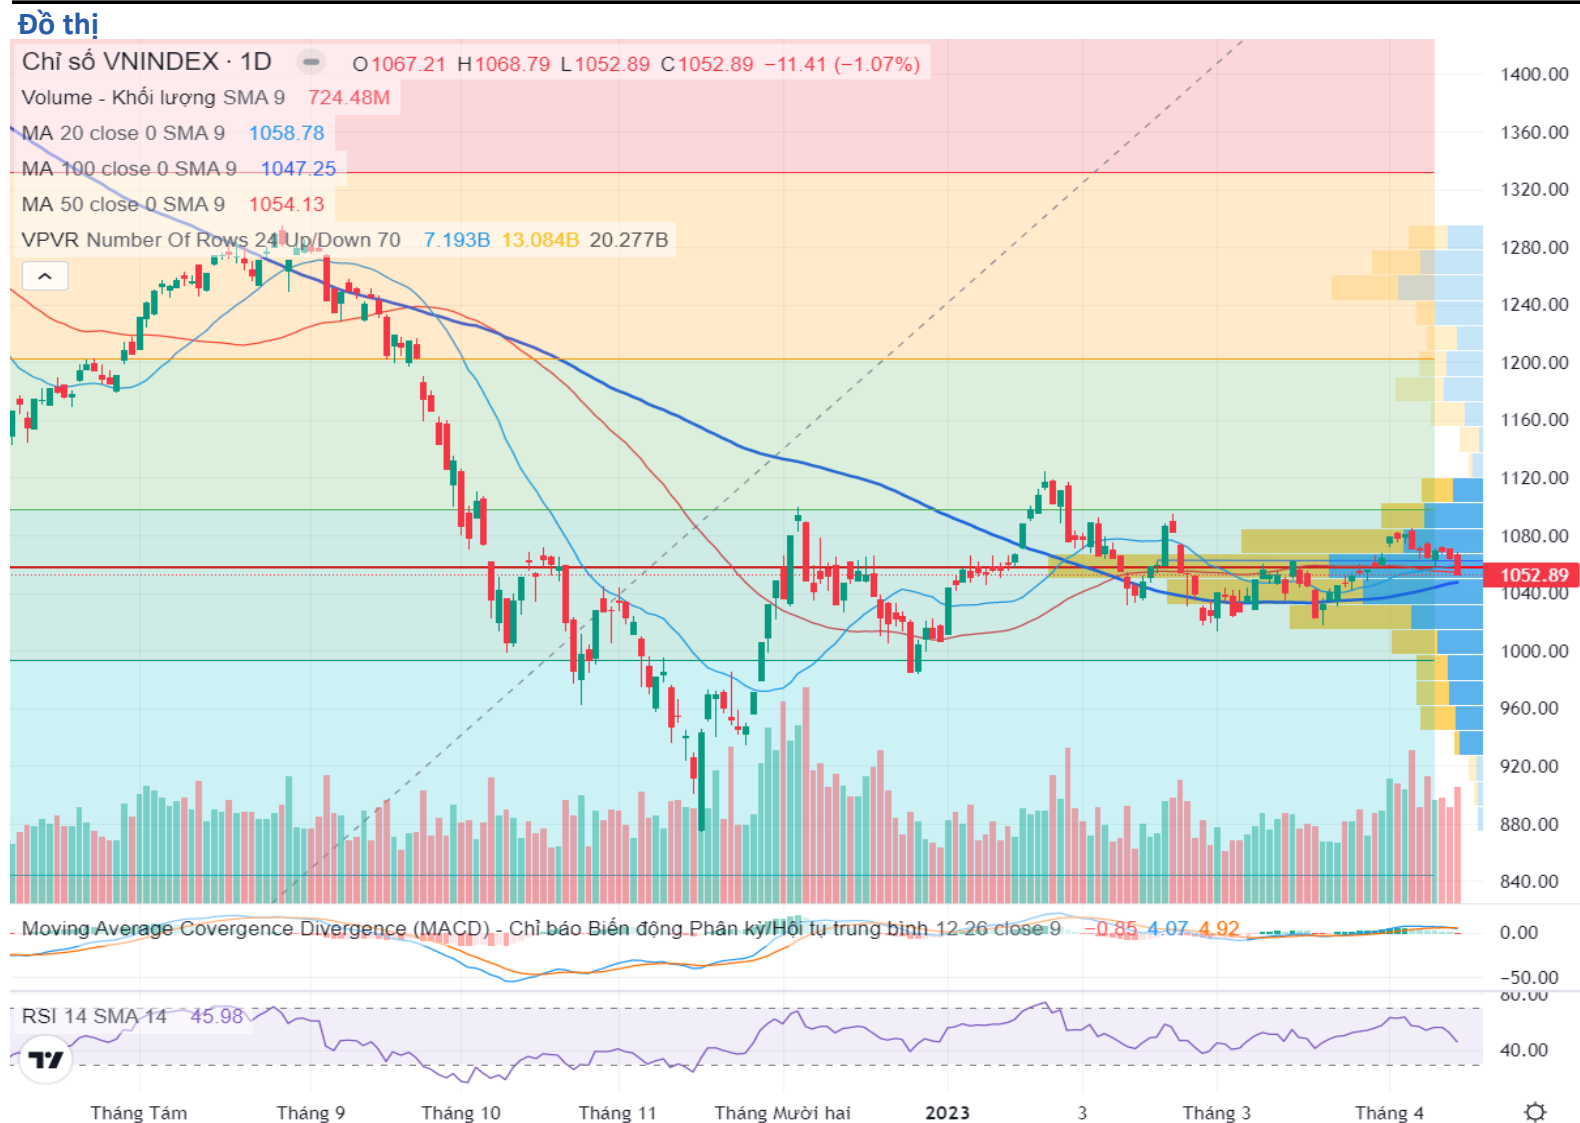 Đồ thị
Chỉ số VNINDEX · 1D O1067.21 H1068.79 L1052.89 C1052.89 −11.41 (−1.07%)
Volume - Khối lượng SMA 9 724.48M
MA 20 close 0 SMA 9 1058.78
MA 100 close 0 SMA 9 1047.25
MA 50 close 0 SMA 9 1054.13
VPVR Number Of Rows 24 Up/Down 70 7.193B 13.084B 20.277B
1400.00
1360.00
1320.00
1280.00
1240.00
1200.00
1160.00
1120.00
1080.00
1052.89
1040.00
1000.00
960.00
920.00
880.00
840.00
Moving Average Covergence Divergence (MACD) - Chỉ báo Biến động Phân kỳ/Hội tụ trung bình 12 26 close 9 −0.85 4.07 4.92
0.00
−50.00
80.00
RSI 14 SMA 14 45.98
40.00
Tháng Tám Tháng 9 Tháng 10 Tháng 11 Tháng Mười hai 2023 3 Tháng 3 Tháng 4